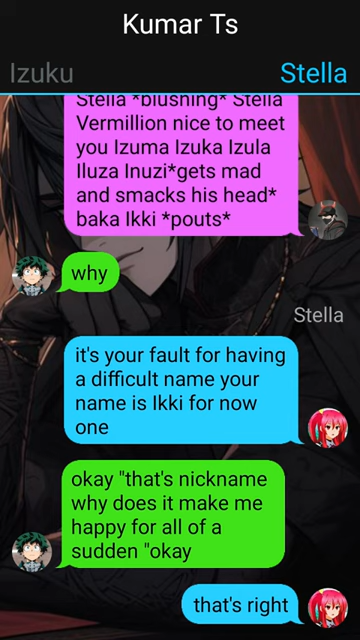 Kumar Ts
Izuku
Stella
Stella *blushing* Stella
Vermillion nice to meet
you Izuma Izuka Izula
Iluza Inuzi*gets mad
and smacks his head*
baka Ikki *pouts*
why
Stella
it's your fault for having
a difficult name your
name is Ikki for now
one
okay "that's nickname
why does it make me
happy for all of a
sudden "okay
that's right